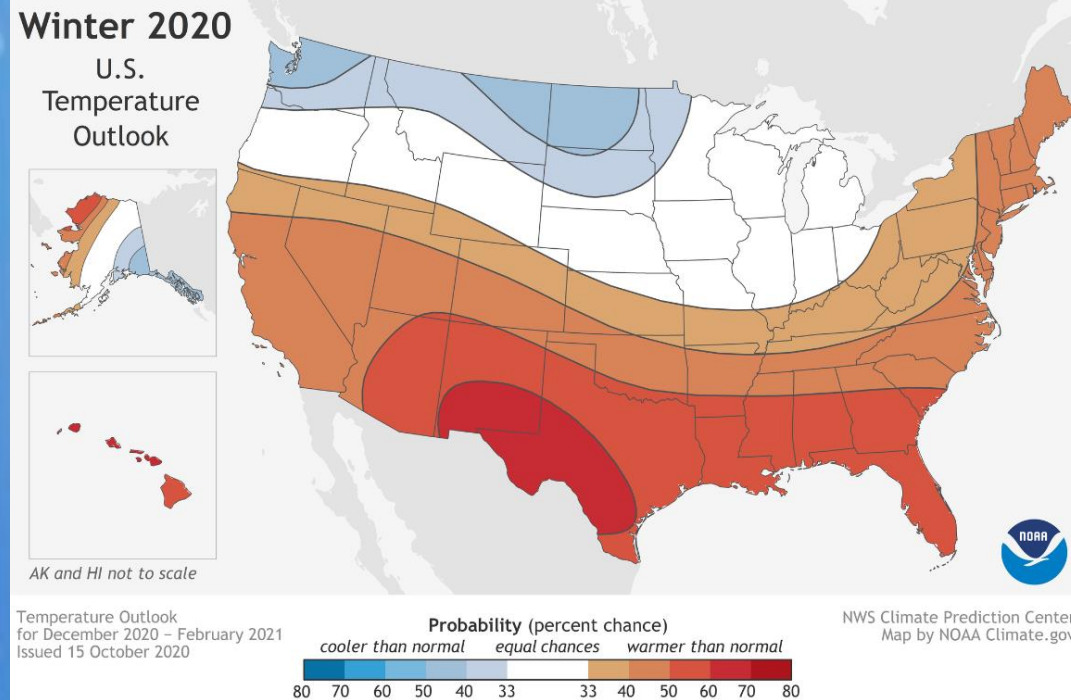 Winter 2020
U.S.
Temperature
Outlook
AK and HI not to scale
NOAA
Temperature Outlook
for December 2020 – February 2021
Issued 15 October 2020
Probability (percent chance)
cooler than normal equal chances warmer than normal
80 70 60 50 40 33 33 40 50 60 70 80
NWS Climate Prediction Center
Map by NOAA Climate.gov